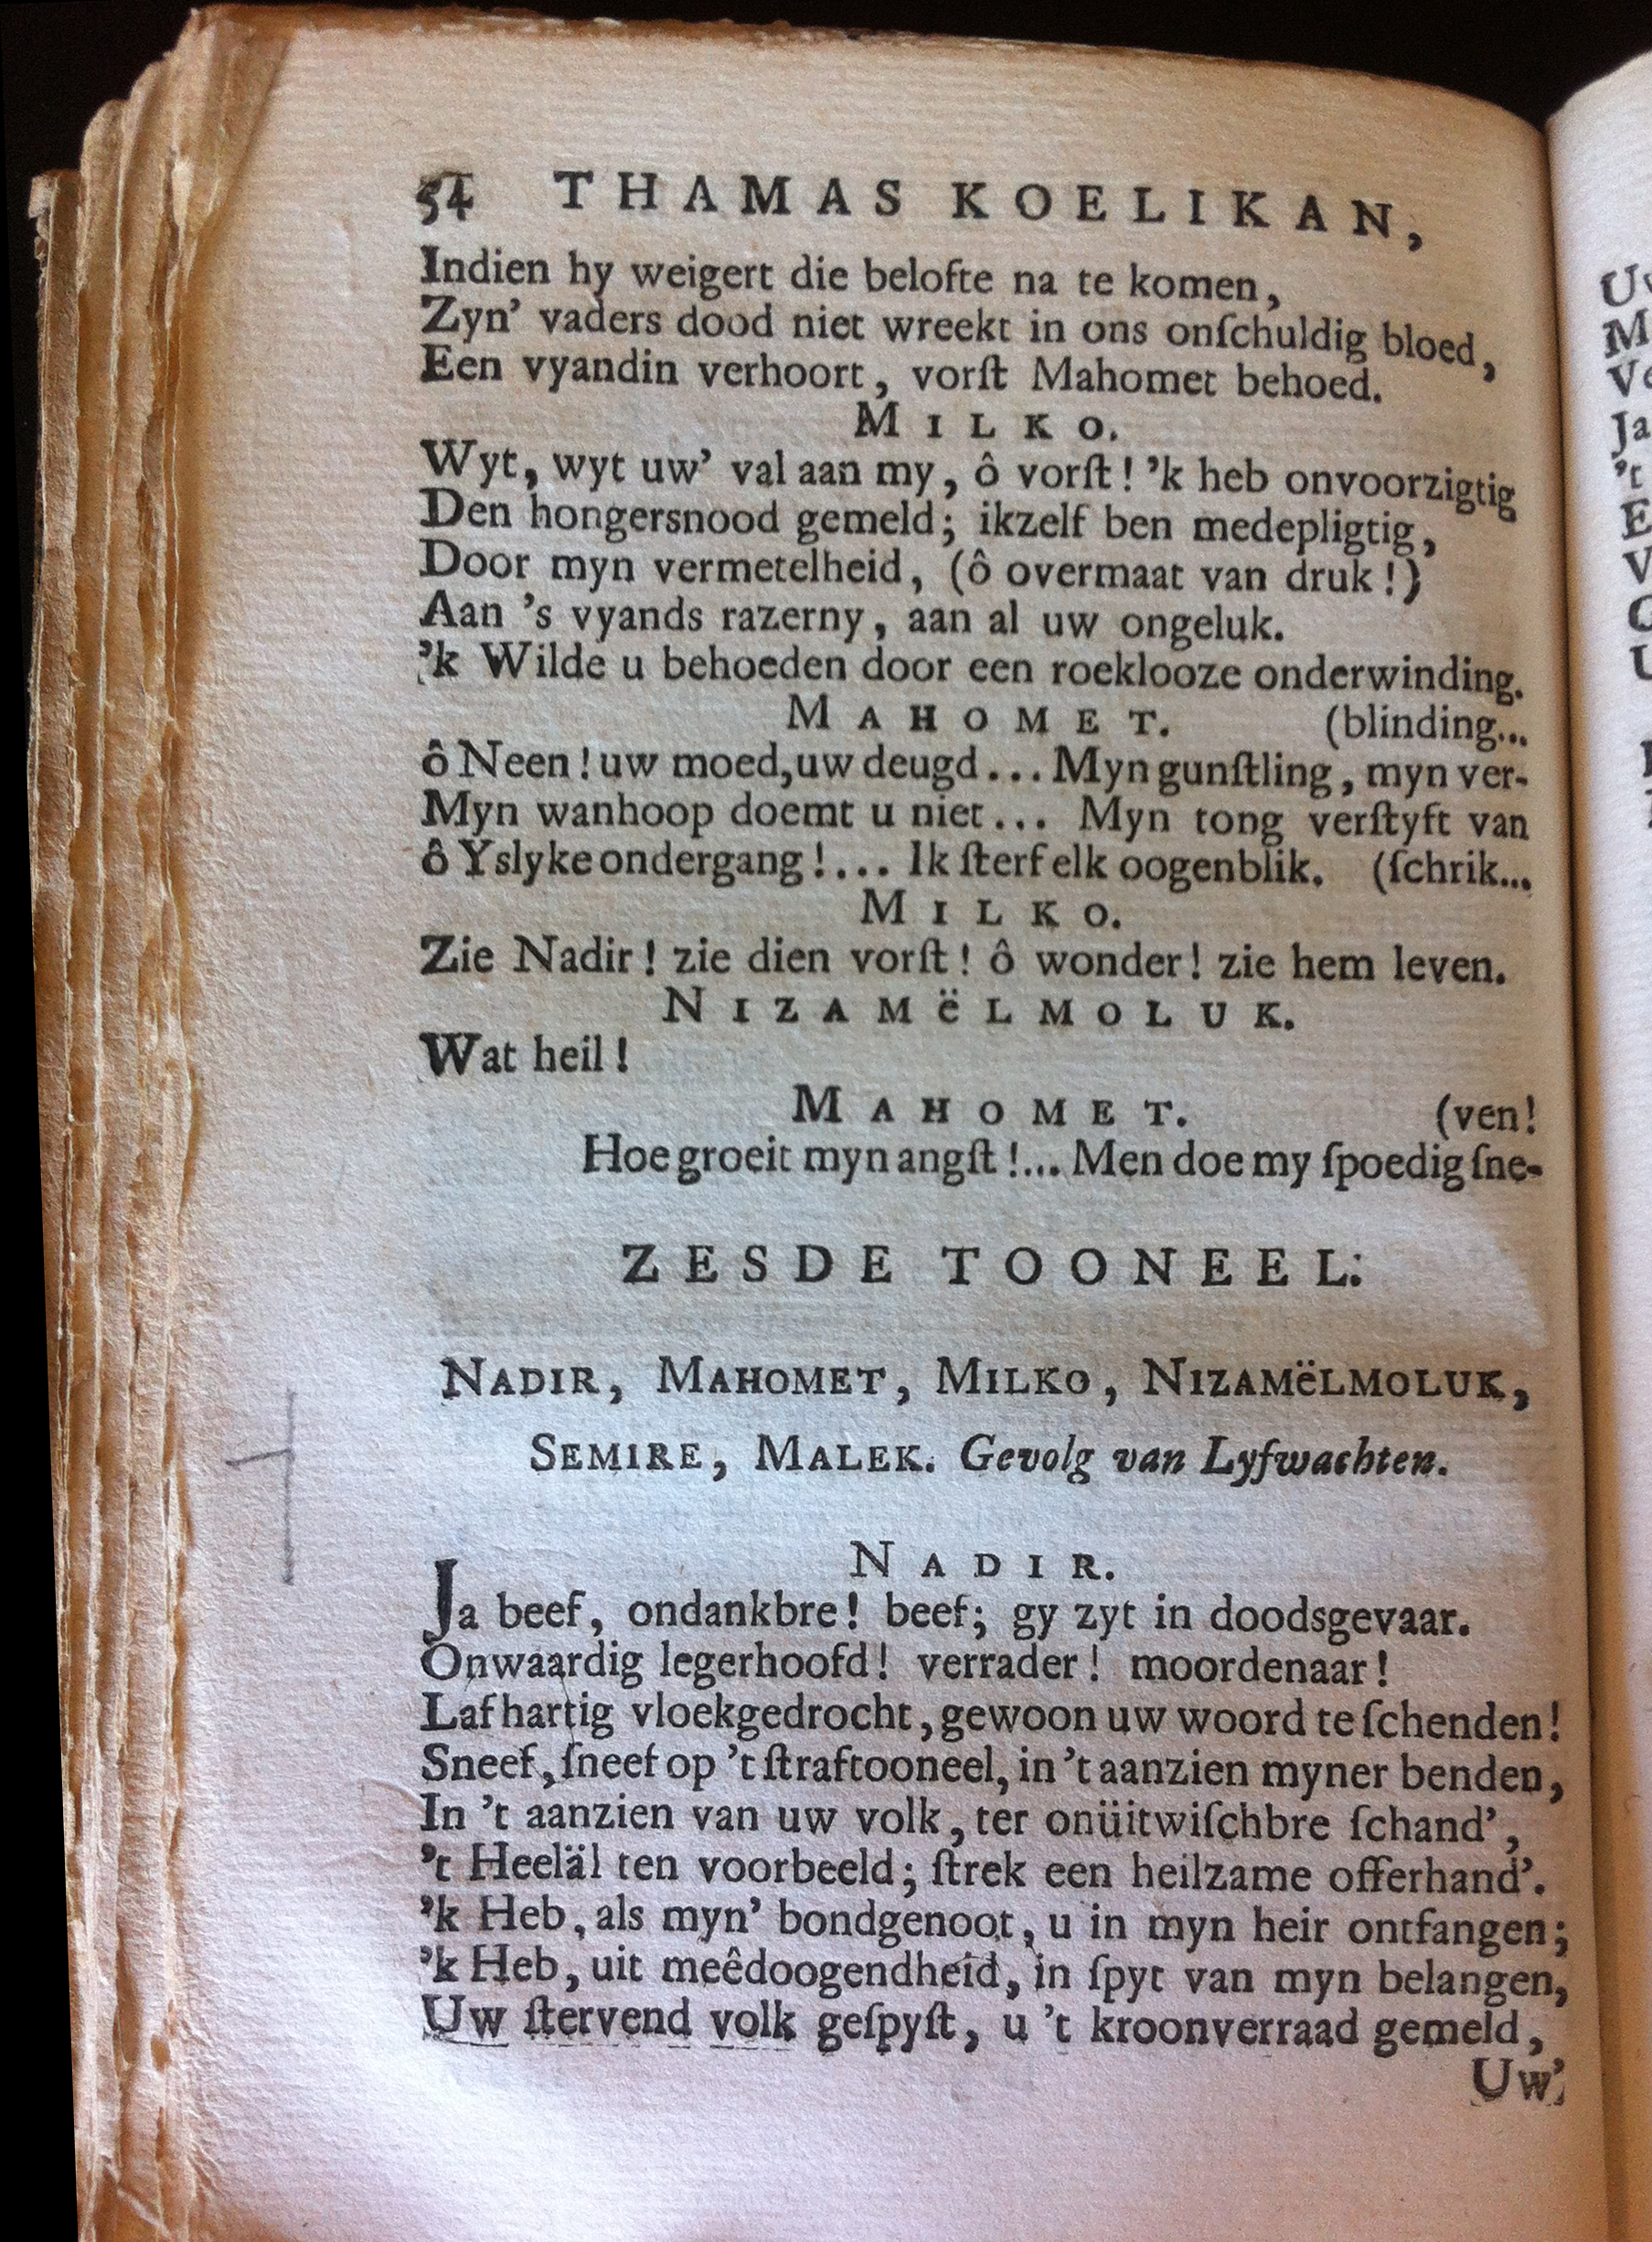 54 THAMAS KOELIKAN,
Indien hy weigert die belofte na te komen,
Zyn' vaders dood niet wreekt in ons onſchuldig bloed,
Een vyandin verhoort, vorſt Mahomet behoed.
MILKO.
Wyt, wyt uw' val aan my, ô vorſt! 'k heb onvoorzigtig
Den hongersnood gemeld; ikzelf ben medepligtig,
Door myn vermetelheid, (ô overmaat van druk!)
Aan 's vyands razerny, aan al uw ongeluk.
'k Wilde u behoeden door een roeklooze onderwinding.
MAHOMET. (blinding...
ô Neen! uw moed, uw deugd... Myn gunſtling, myn ver-
Myn wanhoop doemt u niet... Myn tong verſtyft van
ô Yslyke ondergang!... Ik ſterf elk oogenblik. (ſchrik...
MILKO.
Zie Nadir! zie dien vorſt! ô wonder! zie hem leven.
NIZAMëLMOLUK.
Wat heil!
MAHOMET. (ven!
Hoe groeit myn angſt!... Men doe my ſpoedig ſne-
ZESDE TOONEEL.
NADIR, MAHOMET, MILKO, NIZAMëLMOLUK,
SEMIRE, MALEK. Gevolg van Lyfwachten.
NADIR.
Ja beef, ondankbre! beef; gy zyt in doodsgevaar.
Onwaardig legerhoofd! verrader! moordenaar!
Lafhartig vloekgedrocht, gewoon uw woord te ſchenden!
Sneef, ſneef op 't ſtraftooneel, in 't aanzien myner benden,
In 't aanzien van uw volk, ter onüitwiſchbre ſchand',
't Heeläl ten voorbeeld; ſtrek een heilzame offerhand'.
'k Heb, als myn' bondgenoot, u in myn heir ontfangen;
'k Heb, uit meêdoogendheid, in ſpyt van myn belangen,
Uw ſtervend volk geſpyſt, u 't kroonverraad gemeld,
Uw'